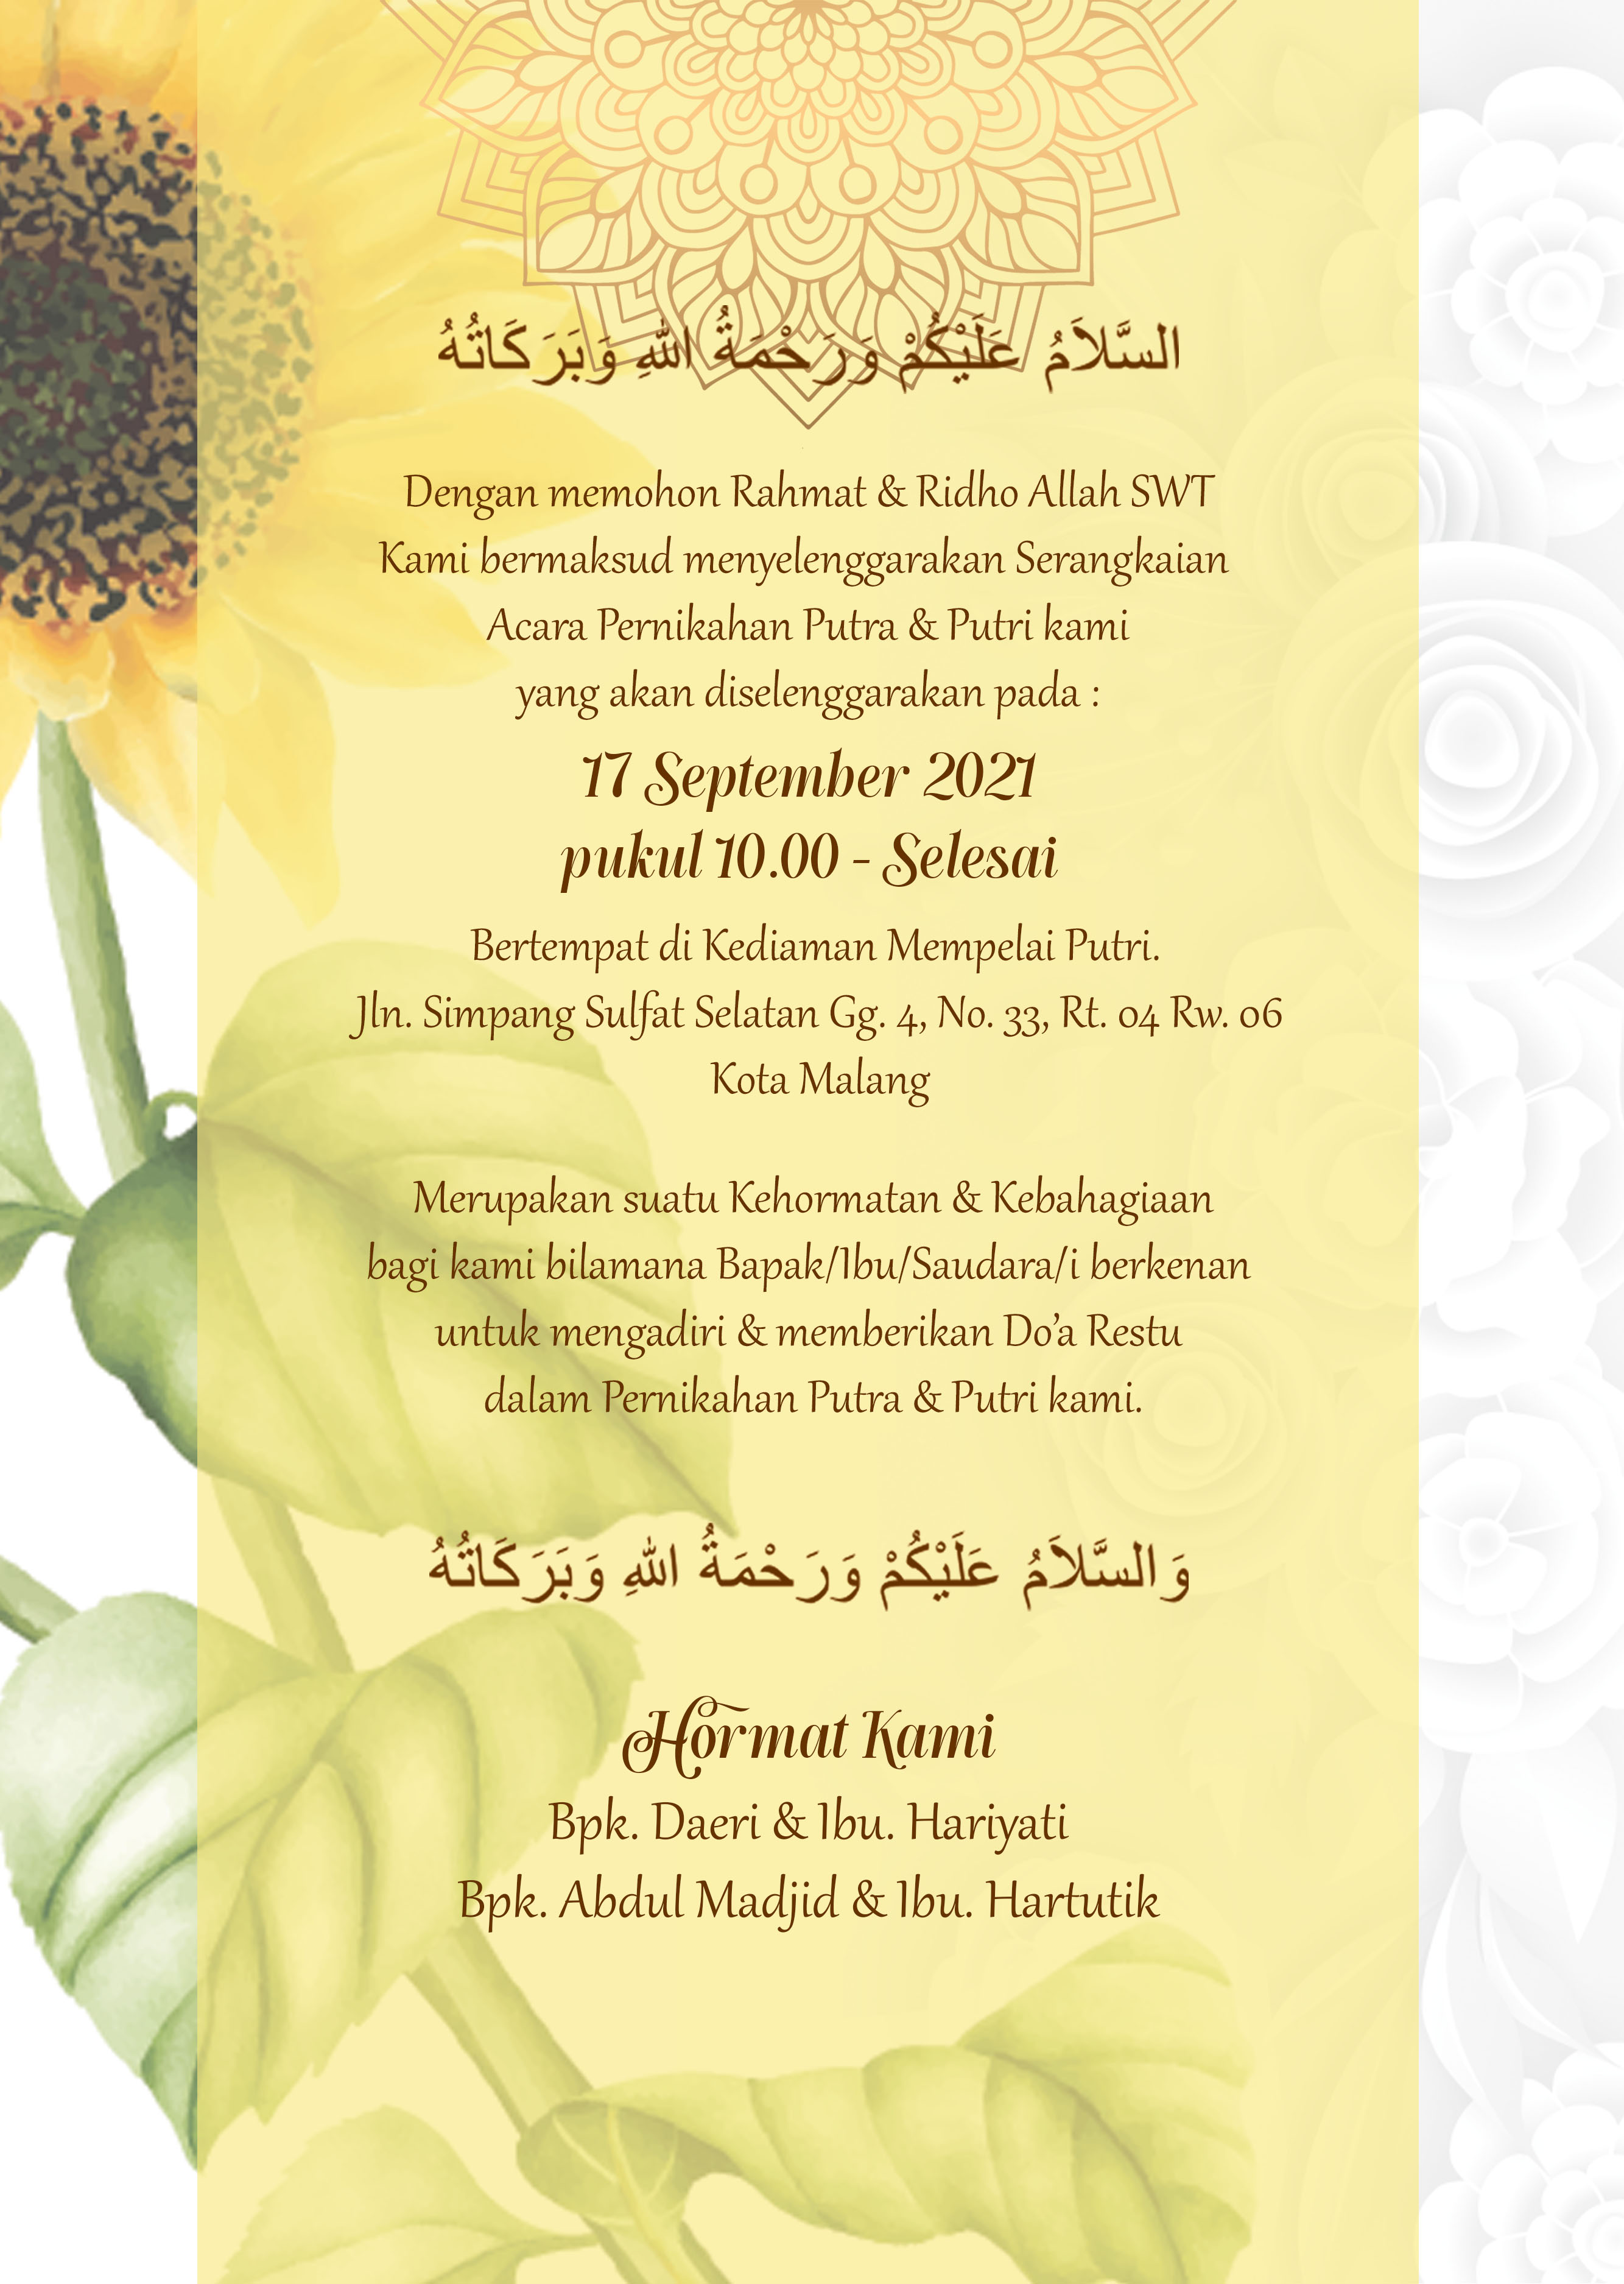 السَّلاَمُ عَلَيْكُمْ وَرَحْمَةُ اللهِ وَبَرَكَاتُهُ
Dengan memohon Rahmat & Ridho Allah SWT
Kami bermaksud menyelenggarakan Serangkaian
Acara Pernikahan Putra & Putri kami
yang akan diselenggarakan pada :
17 September 2021
pukul 10.00 - Selesai
Bertempat di Kediaman Mempelai Putri.
Jln. Simpang Sulfat Selatan Gg. 4, No. 33, Rt. 04 Rw. 06
Kota Malang
Merupakan suatu Kehormatan & Kebahagiaan
bagi kami bilamana Bapak/Ibu/Saudara/i berkenan
untuk mengadiri & memberikan Do’a Restu
dalam Pernikahan Putra & Putri kami.
وَالسَّلاَمُ عَلَيْكُمْ وَرَحْمَةُ اللهِ وَبَرَكَاتُهُ
Hormat Kami
Bpk. Daeri & Ibu. Hariyati
Bpk. Abdul Madjid & Ibu. Hartutik